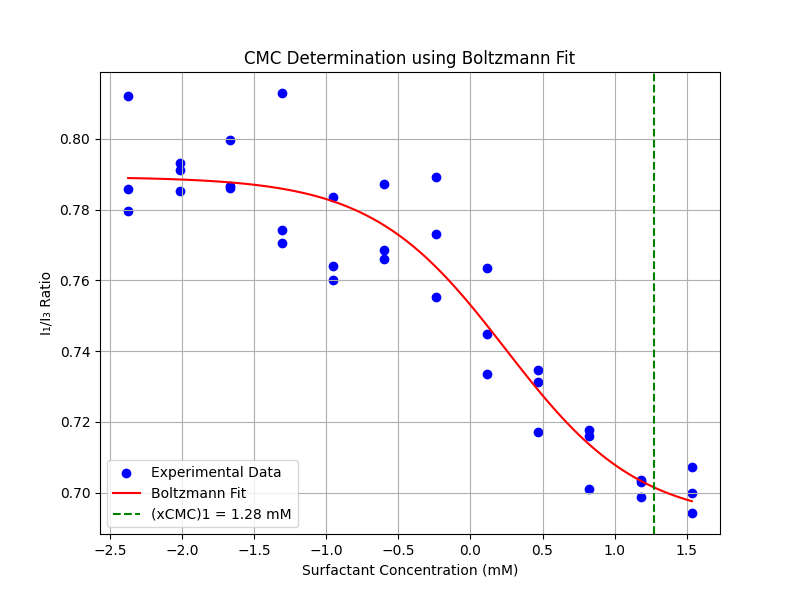 CMC Determination using Boltzmann Fit
I₁/I₃ Ratio
0.80
0.78
0.76
0.74
0.72
0.70
Experimental Data
Boltzmann Fit
(xCMC)1 = 1.28 mM
−2.5 −2.0 −1.5 −1.0 −0.5 0.0 0.5 1.0 1.5
Surfactant Concentration (mM)